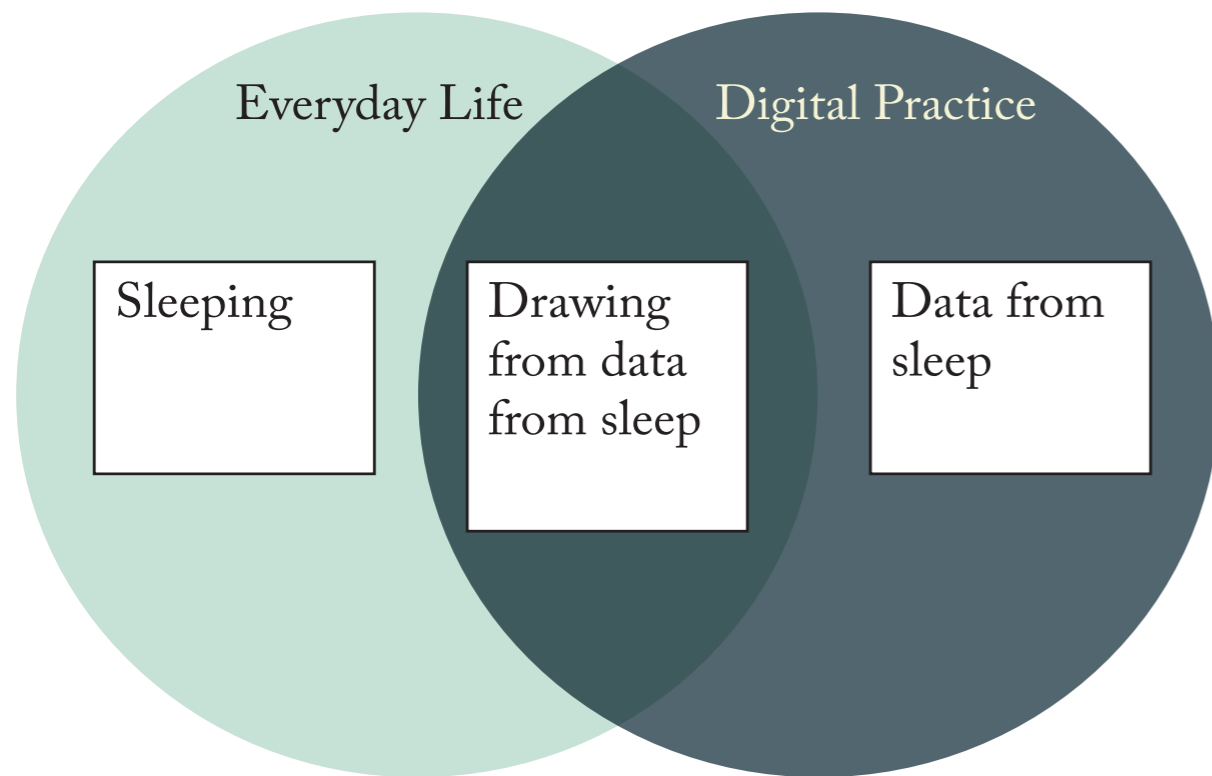 Everyday Life
Digital Practice
Sleeping
Drawing
from data
from sleep
Data from
sleep